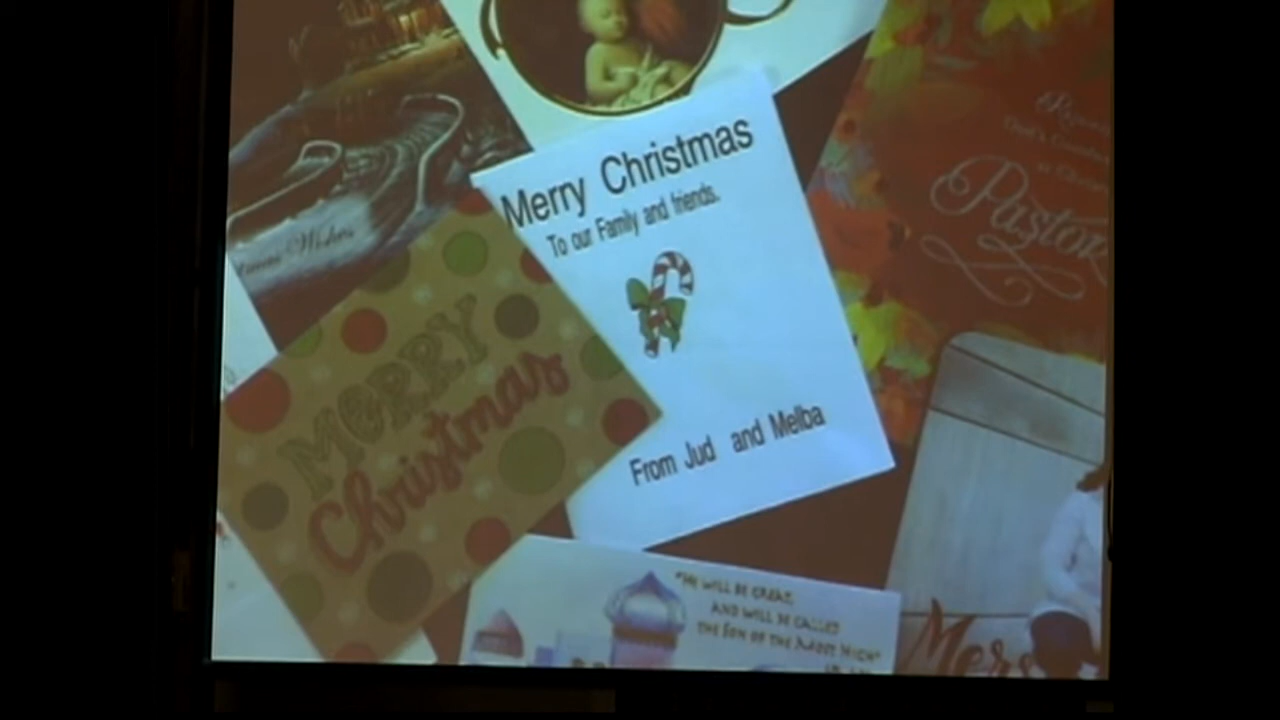 Wishes
Merry Christmas
To our Family and friends.
From Jud and Melba
MERRY
Christmas
Pastor
"HE WILL BE GREAT
AND WILL BE CALLED
THE SON OF THE MOST HIGH"